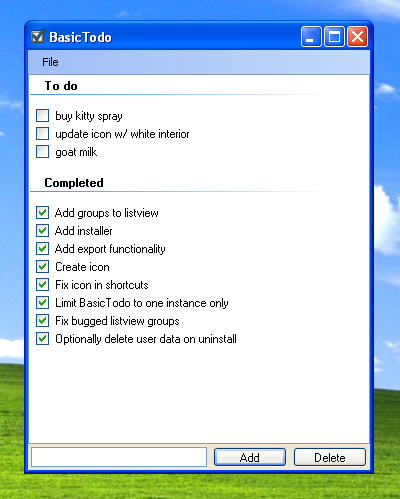 BasicTodo
File
To do
buy kitty spray
update icon w/ white interior
goat milk
Completed
Add groups to listview
Add installer
Add export functionality
Create icon
Fix icon in shortcuts
Limit BasicTodo to one instance only
Fix bugged listview groups
Optionally delete user data on uninstall
Add Delete